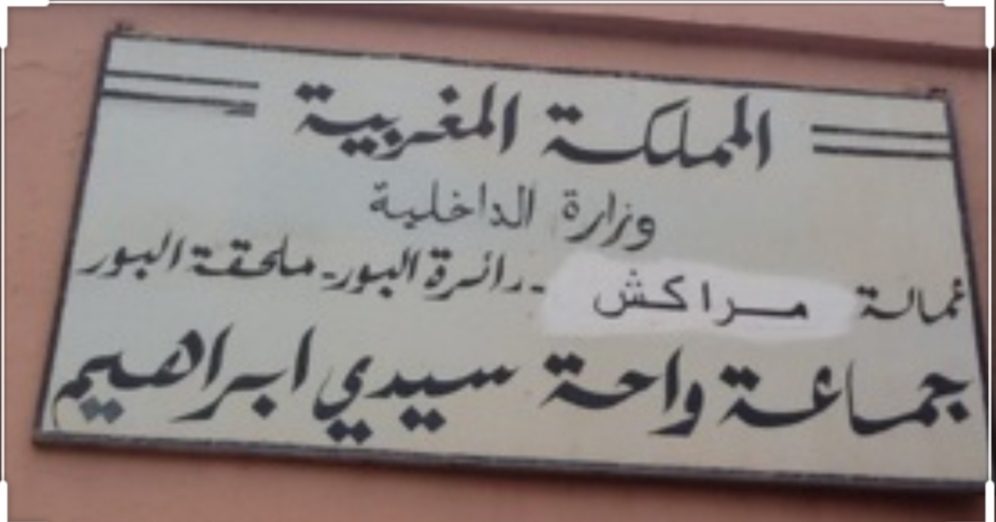 المملكة المغربية
وزارة الداخلية
عمالة مراكش - دائرة البور - ملحقة البور
جماعة واحة سيدي ابراهيم